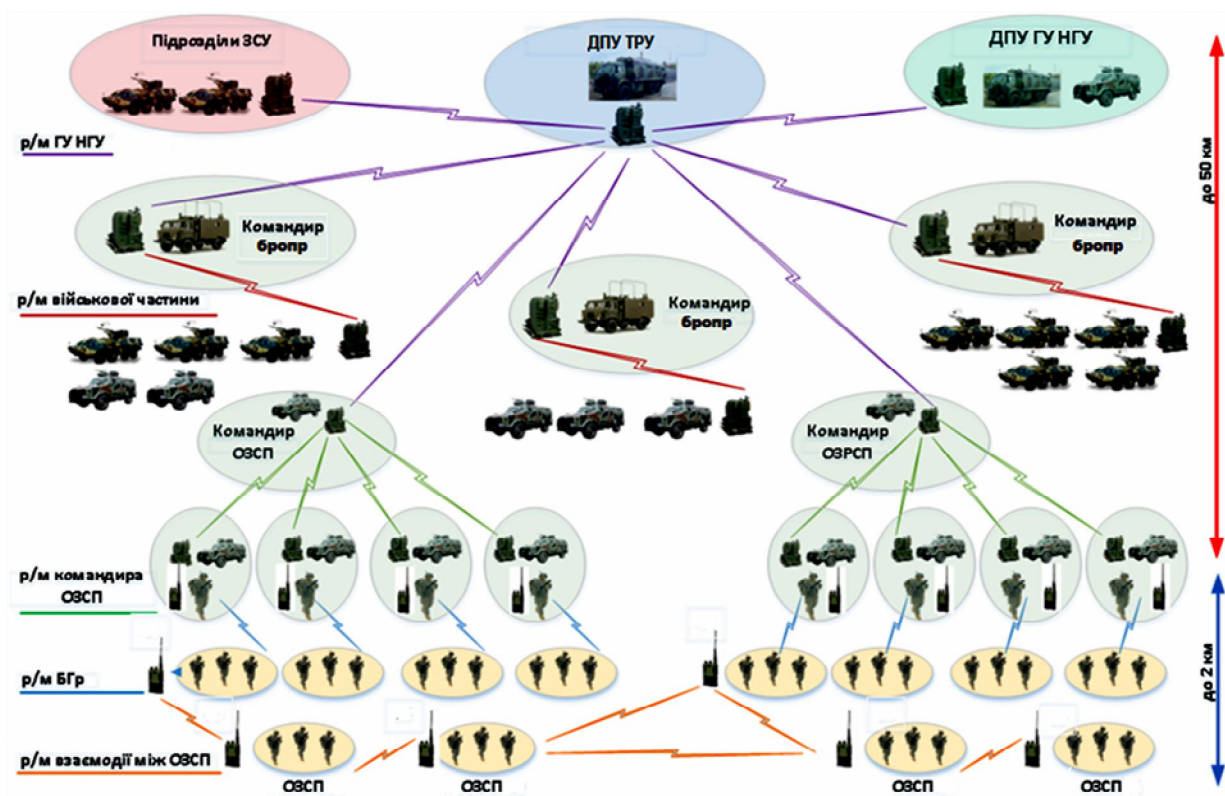 Підрозділи ЗСУ
ДПУ ТРУ
ДПУ ГУ НГУ
р/м ГУ НГУ
до 50 км
Командир
бропр
Командир
бропр
р/м військової частини
Командир
бропр
Командир
ОЗСП
Командир
ОЗРСП
р/м командира
ОЗСП
р/м БГр
до 2 км
р/м взаємодії між ОЗСП
ОЗСП
ОЗСП
ОЗСП
ОЗСП